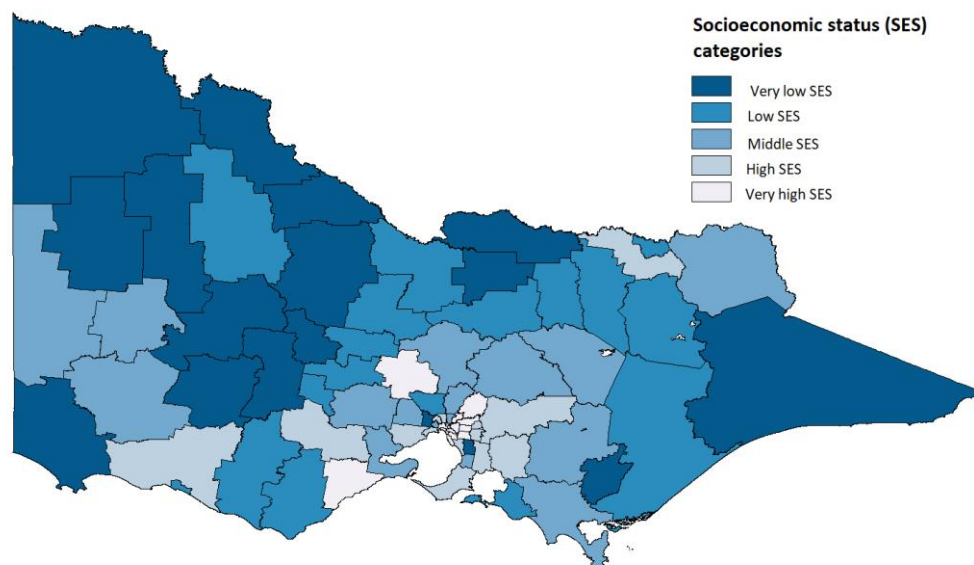 Socioeconomic status (SES)
categories
Very low SES
Low SES
Middle SES
High SES
Very high SES